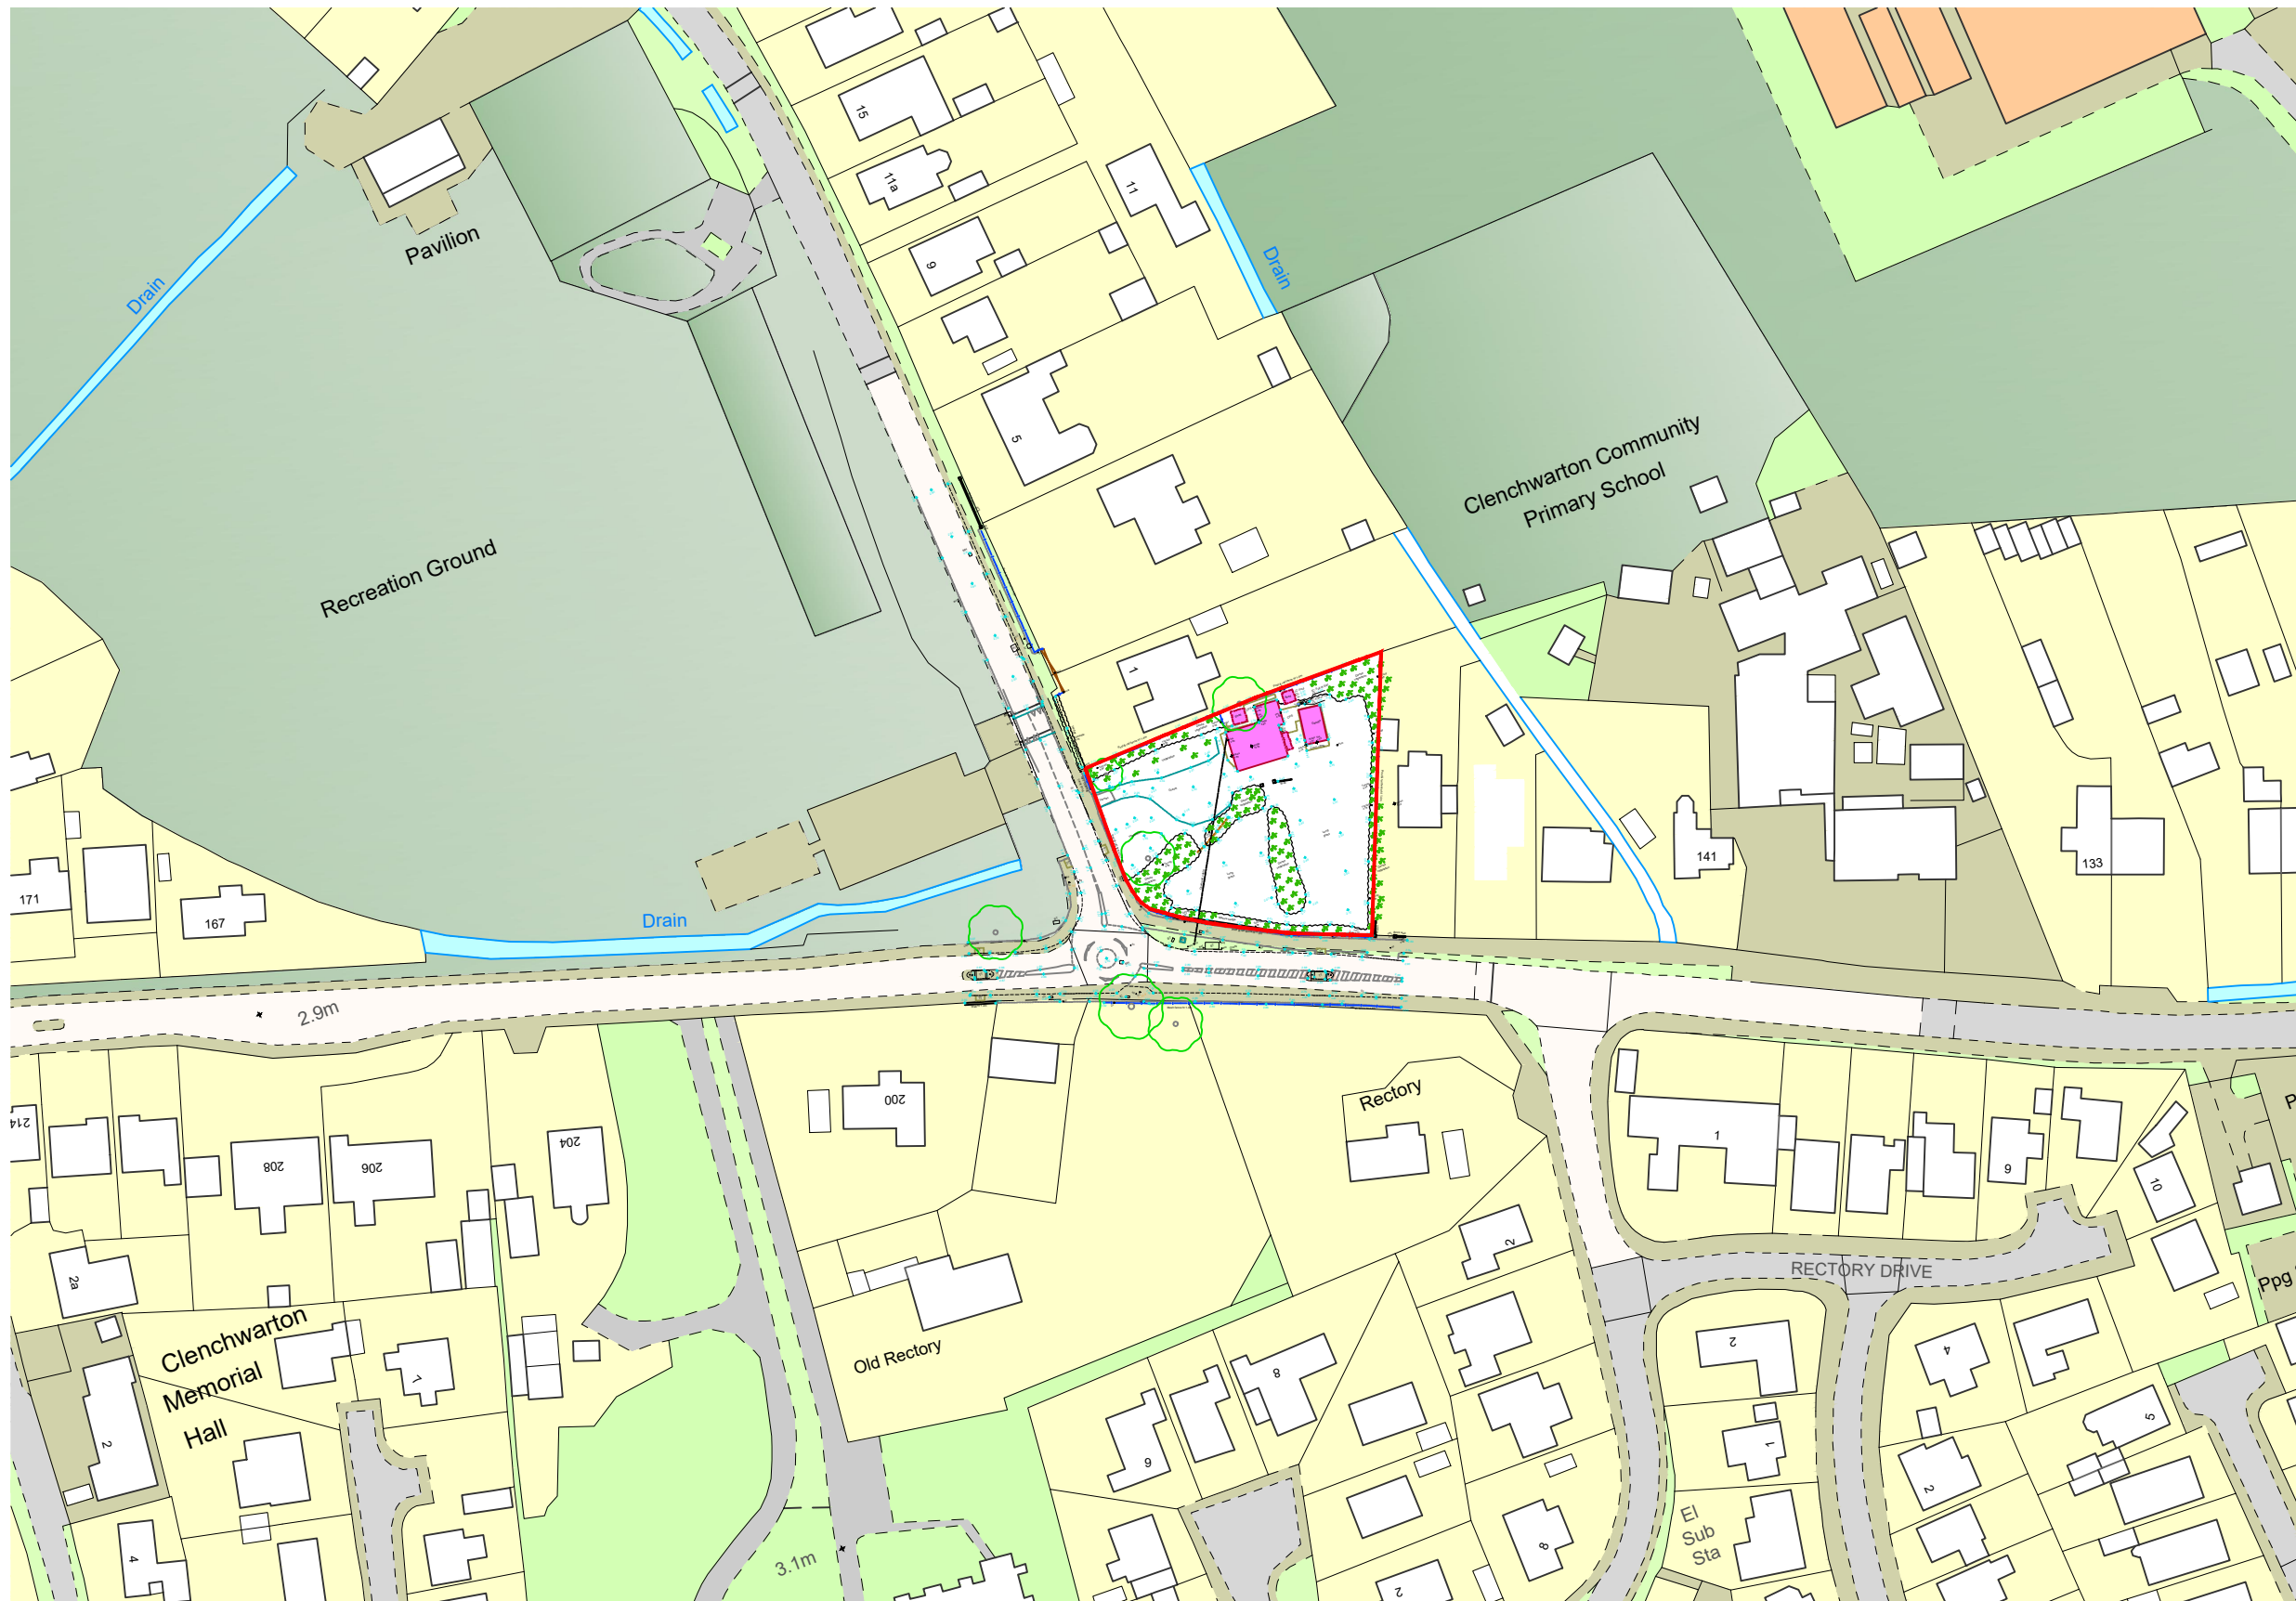 15
11a
11
9
Pavilion
Drain
Drain
5
Clenchwarton Community
Primary School
Recreation Ground
1
141
133
171
167
Drain
2.9m
Rectory
200
214
204
208
206
1
9
10
2
RECTORY DRIVE
2a
Ppg
Clenchwarton
Memorial
Hall
Old Rectory
1
2
4
8
5
2
6
1
2
El
Sub
Sta
8
4
3.1m
2